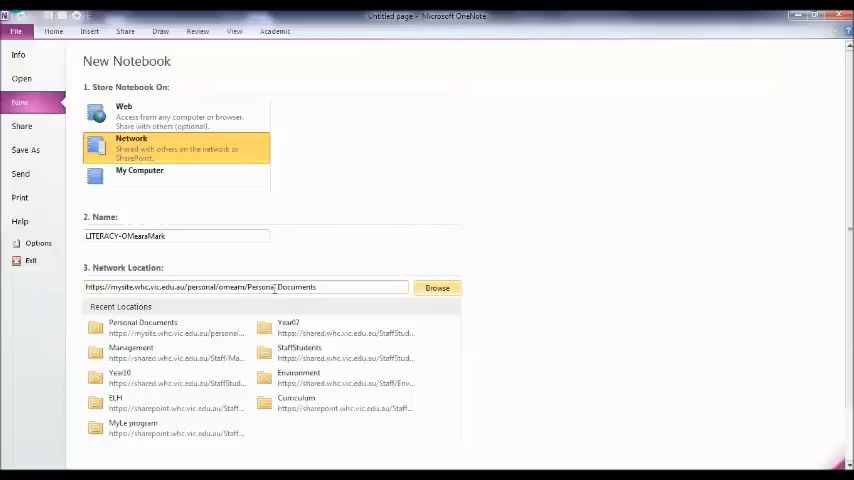 Untitled page - Microsoft OneNote
File Home Insert Share Draw Review View Academic
Info
Open
New
Share
Save As
Send
Print
Help
Options
Exit
New Notebook
1. Store Notebook On:
Web
Access from any computer or browser.
Share with others (optional).
Network
Shared with others on the network or
SharePoint.
My Computer
2. Name:
LITERACY-OMearaMark
3. Network Location:
https://mysite.whc.vic.edu.au/personal/omeam/Personal Documents
Browse
Recent Locations
Personal Documents
https://mysite.whc.vic.edu.au/personal...
Year07
https://shared.whc.vic.edu.au/StaffStud...
Management
https://shared.whc.vic.edu.au/Staff/Ma...
StaffStudents
https://shared.whc.vic.edu.au/StaffStud...
Year10
https://shared.whc.vic.edu.au/StaffStud...
Environment
https://shared.whc.vic.edu.au/Staff/Env...
ELH
https://sharepoint.whc.vic.edu.au/Staff...
Curriculum
https://sharepoint.whc.vic.edu.au/Staff...
MyLe program
https://sharepoint.whc.vic.edu.au/Staff...